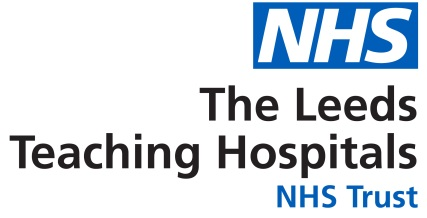 NHS
The Leeds
Teaching Hospitals
NHS Trust